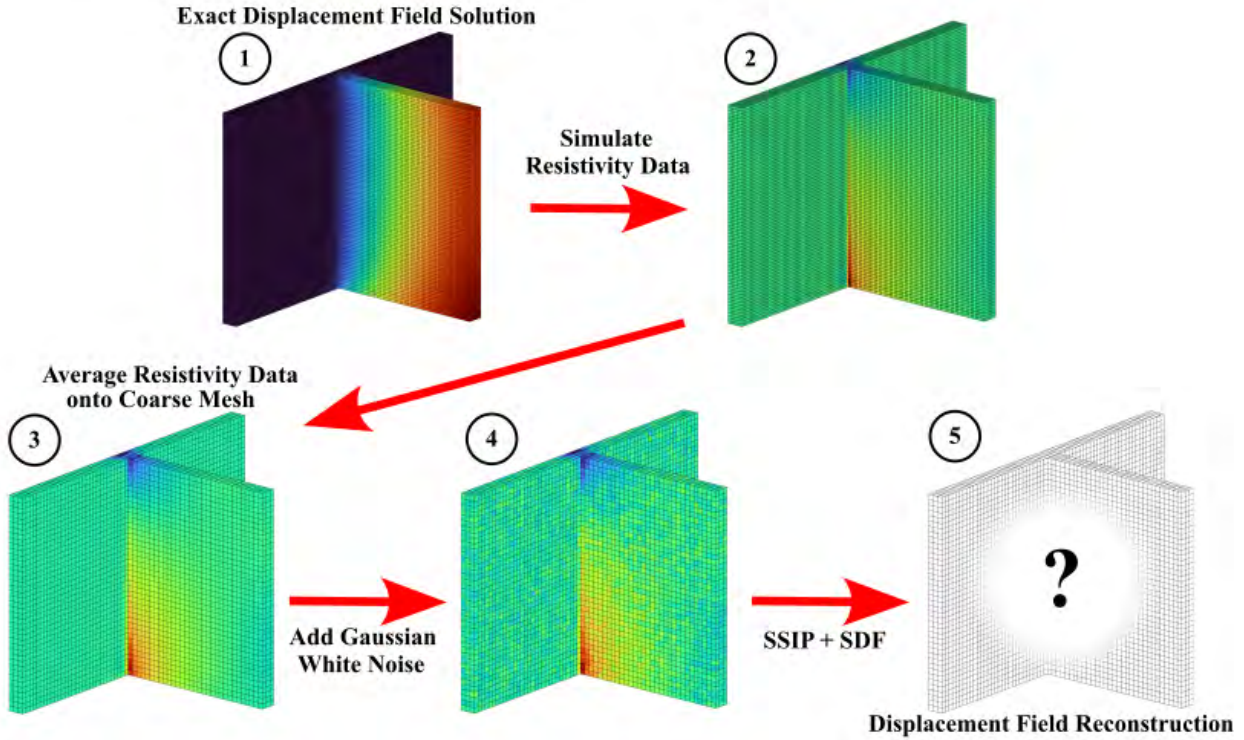 Exact Displacement Field Solution
1
2
Simulate
Resistivity Data
Average Resistivity Data
onto Coarse Mesh
3
4
5
Add Gaussian
White Noise
SSIP + SDF
?
Displacement Field Reconstruction